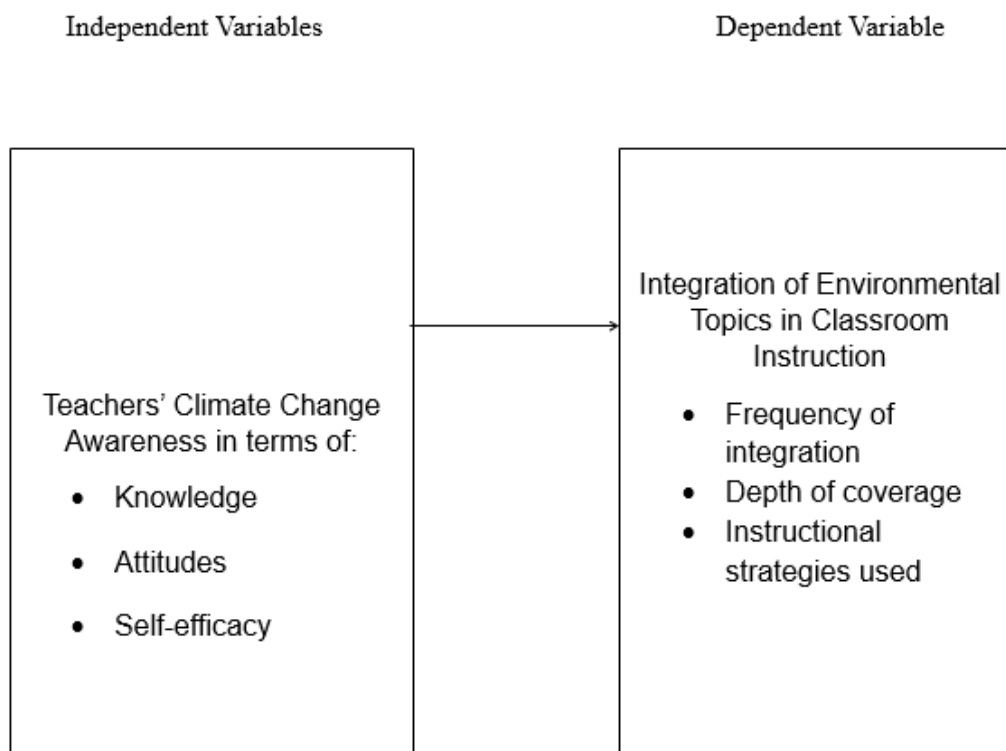 Independent Variables
Dependent Variable
Teachers’ Climate Change
Awareness in terms of:
• Knowledge
• Attitudes
• Self-efficacy
Integration of Environmental
Topics in Classroom
Instruction
• Frequency of
integration
• Depth of coverage
• Instructional
strategies used